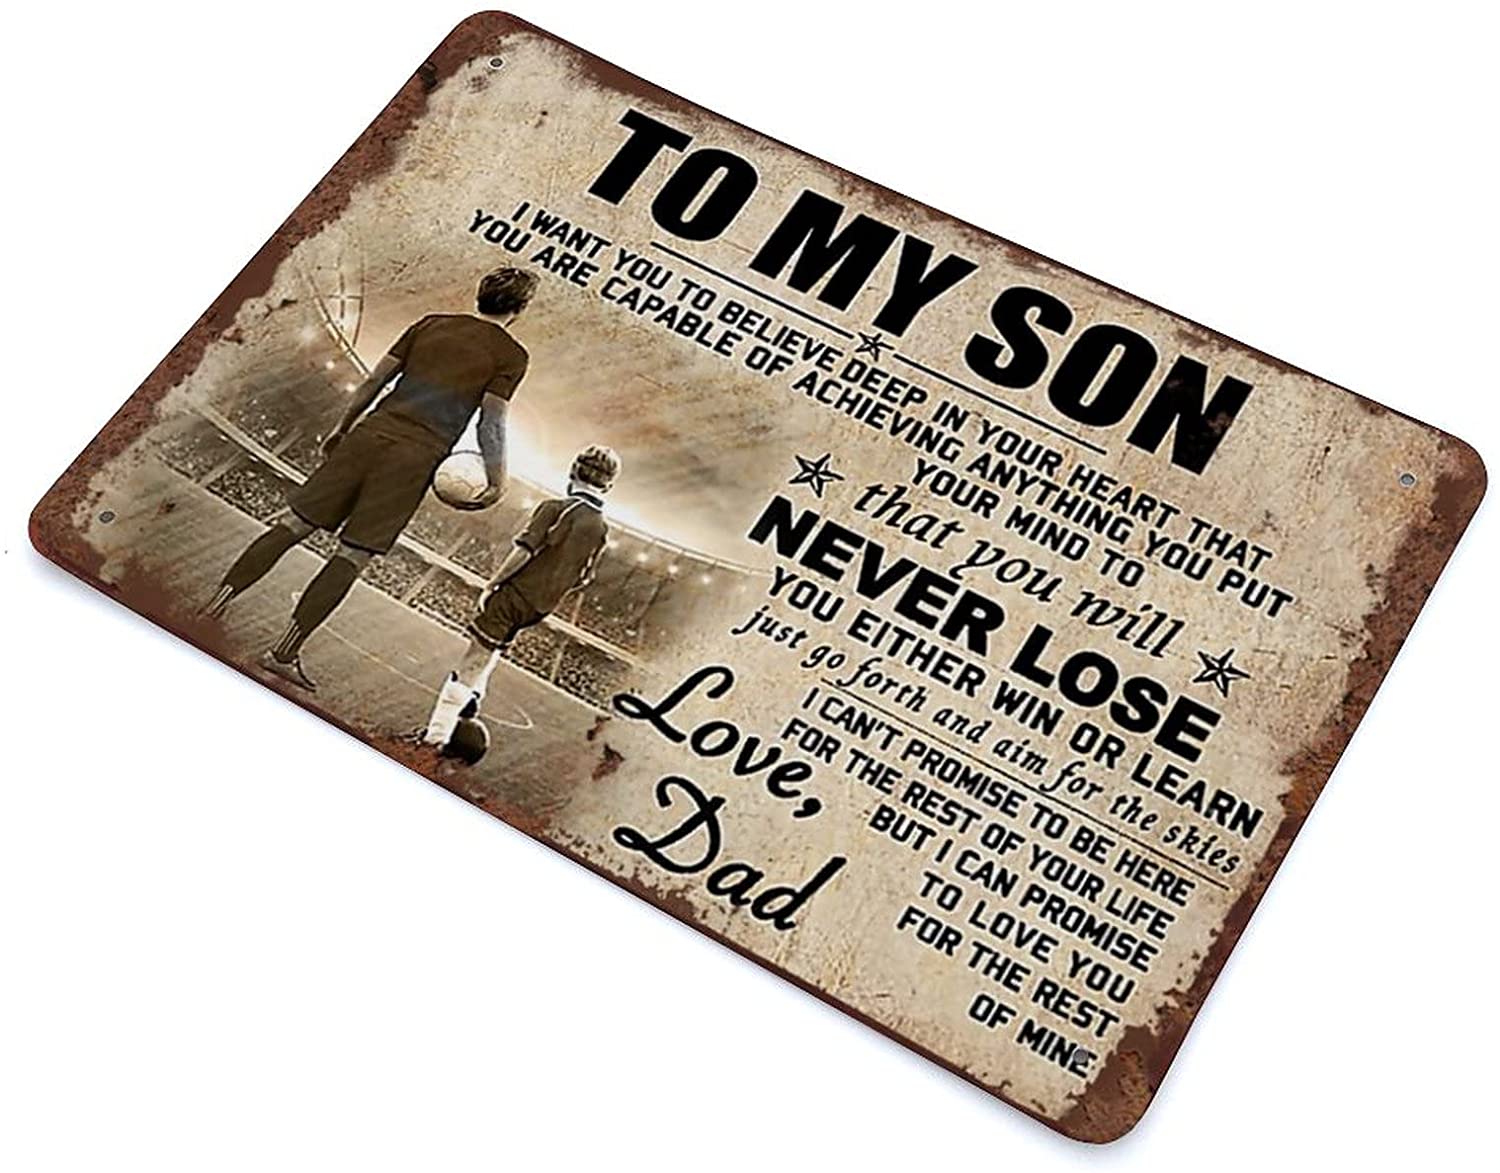 TO MY SON
I WANT YOU TO BELIEVE DEEP IN YOUR HEART THAT
YOU ARE CAPABLE OF ACHIEVING ANYTHING YOU PUT
YOUR MIND TO
that you will
NEVER LOSE
YOU EITHER WIN OR LEARN
just go forth and aim for the skies
I CAN'T PROMISE TO BE HERE
FOR THE REST OF YOUR LIFE
BUT I CAN PROMISE
TO LOVE YOU
FOR THE REST
OF MINE
Love,
Dad